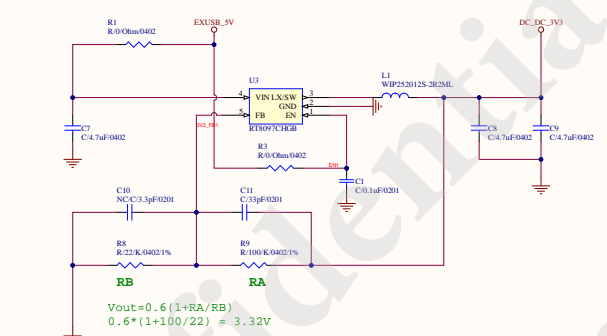 R1
R/0/Ohm/0402
EXUSB_5V
DC_DC_3V3
U3
L1
WIP252012S-2R2ML
4
VIN LX/SW
3
GND
2
5
FB
EN
1
RT8097CHGB
3V3_FB1
C7
C/4.7uF/0402
C8
C/4.7uF/0402
C9
C/4.7uF/0402
R3
R/0/Ohm/0402
EN1
C1
C/0.1uF/0201
C10
NC/C/3.3pF/0201
C11
C/33pF/0201
R8
R/22/K/0402/1%
R9
R/100/K/0402/1%
RB
RA
Vout=0.6(1+RA/RB)
0.6*(1+100/22) = 3.32V
fidentia